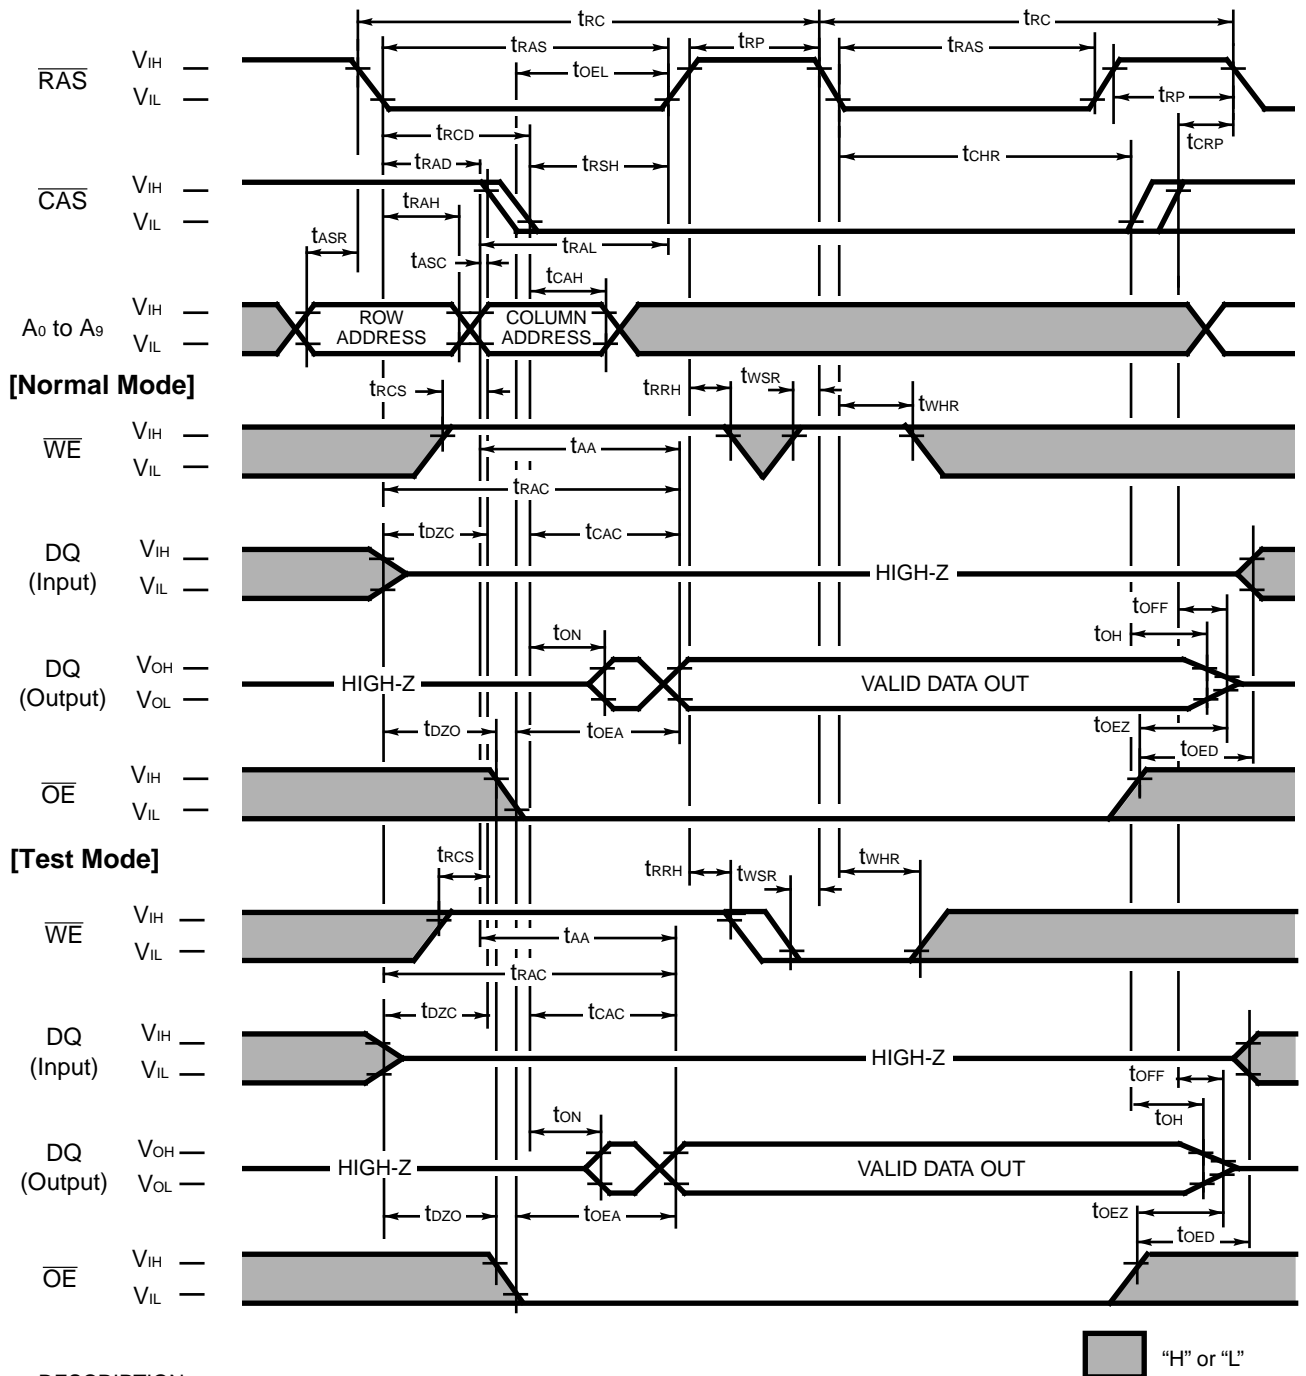 tRC tRC
tRAS tRP tRAS
RAS VIH tOEL
VIL tRP
tRCD tCRP
tRAD tRSH tCHR
CAS VIH
VIL tRAH
tASR tRAL
tASC tCAH
A0 to A9 VIH ROW ADDRESS COLUMN ADDRESS
VIL
[Normal Mode] tRCS tRRH tWSR tWHR
WE VIH tAA
VIL tRAC
tDZC tCAC
DQ (Input) VIH HIGH-Z
VIL tOFF
tON tOH
DQ (Output) VOH HIGH-Z VALID DATA OUT
VOL
tDZO tOEA tOEZ
tOED
OE VIH
VIL
[Test Mode] tRCS tRRH tWSR tWHR
WE VIH tAA
VIL tRAC
tDZC tCAC
DQ (Input) VIH HIGH-Z
VIL tOFF
tON tOH
DQ (Output) VOH HIGH-Z VALID DATA OUT
VOL
tDZO tOEA tOEZ
tOED
OE VIH
VIL
“H” or “L”